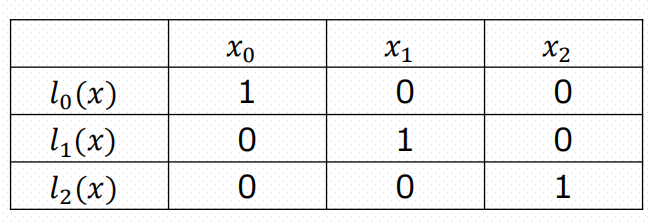 x₀ x₁ x₂
l₀(x) 1 0 0
l₁(x) 0 1 0
l₂(x) 0 0 1